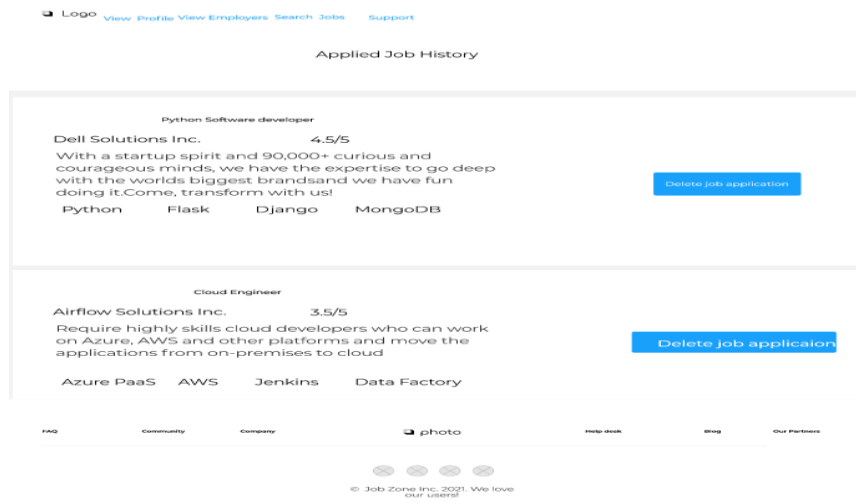 Logo View Profile View Employers Search Jobs Support
Applied Job History
Python Software developer
Dell Solutions Inc. 4.5/5
With a startup spirit and 90,000+ curious and
courageous minds, we have the expertise to go deep
with the worlds biggest brandsand we have fun
doing it.Come, transform with us!
Delete job application
Python Flask Django MongoDB
Cloud Engineer
Airflow Solutions Inc. 3.5/5
Require highly skills cloud developers who can work
on Azure, AWS and other platforms and move the
applications from on-premises to cloud
Delete job applicaion
Azure PaaS AWS Jenkins Data Factory
FAQ Community Company photo Help desk Blog Our Partners
© Job Zone Inc. 2021. We love
our users!